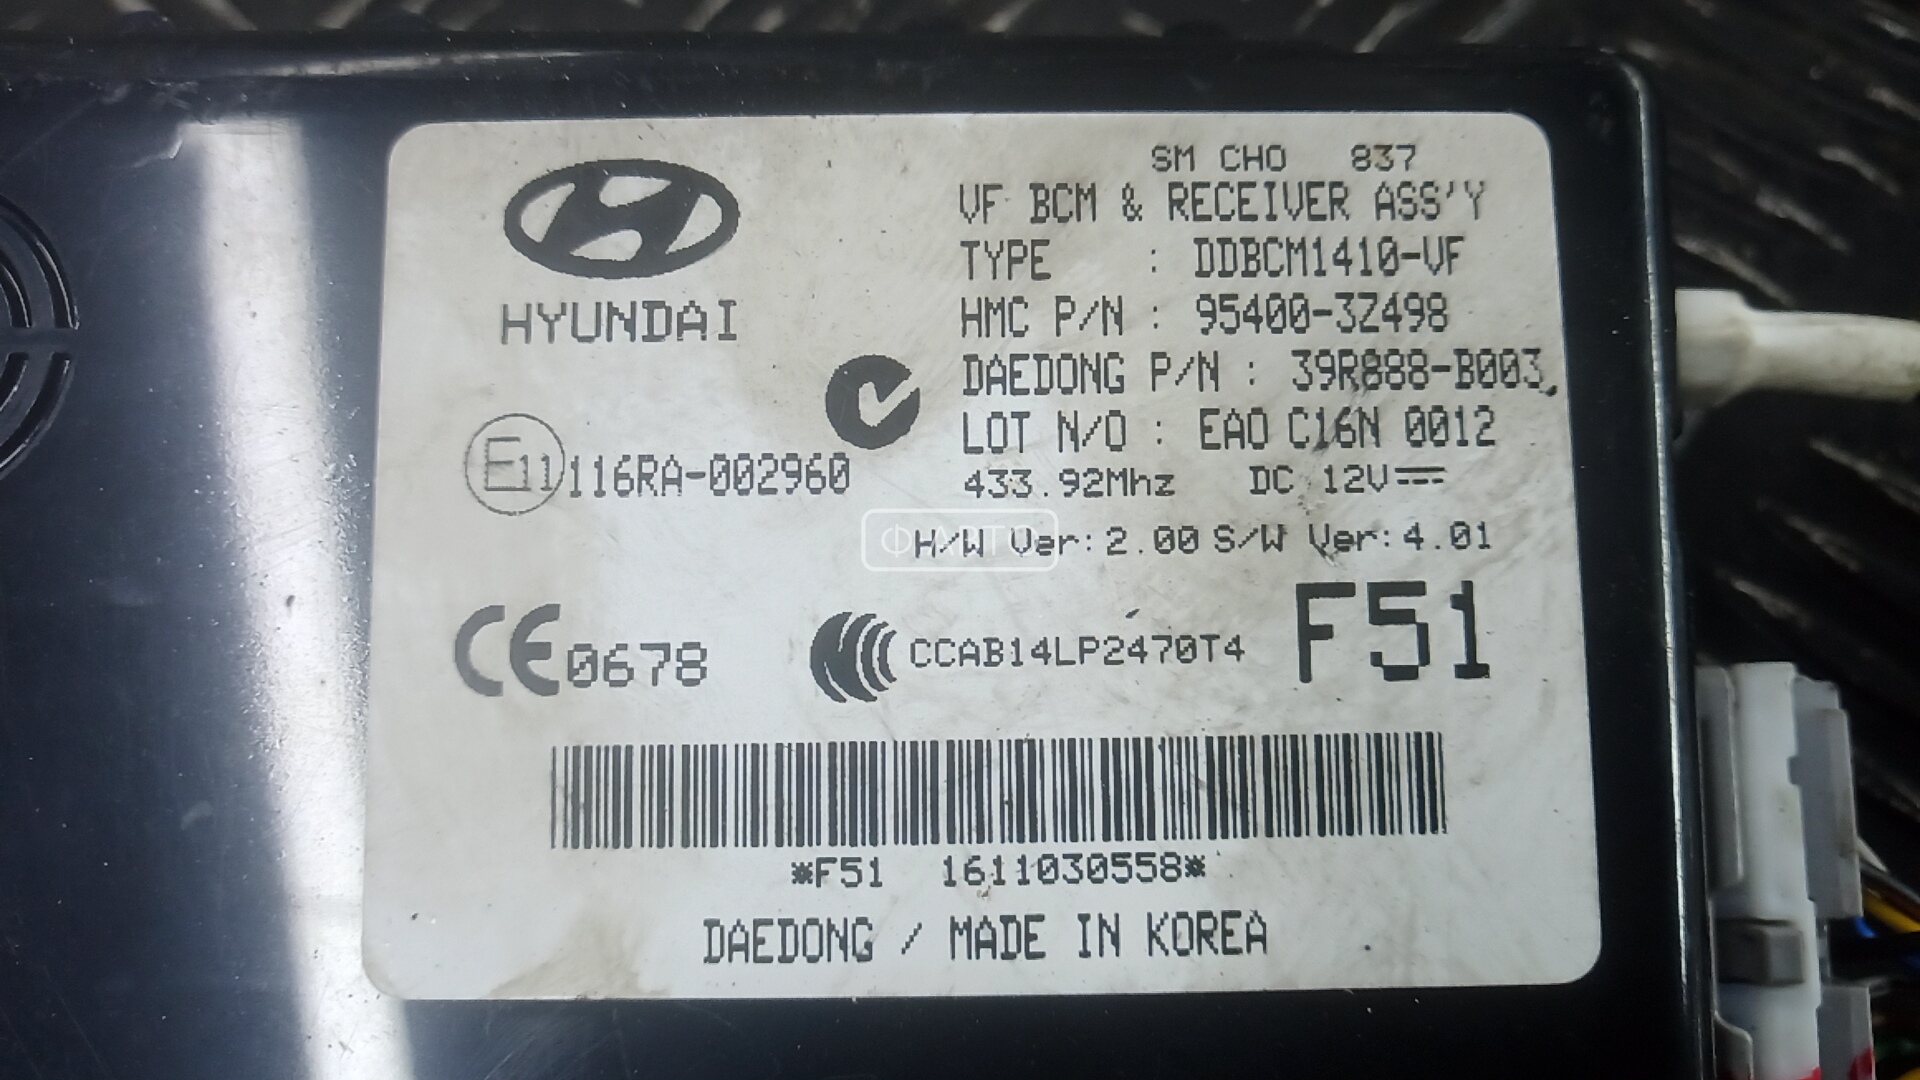 SM CHO 837
VF BCM & RECEIVER ASS'Y
TYPE : DDBCM1410-VF
HMC P/N : 95400-3Z498
HYUNDAI
DAEDONG P/N : 39R888-B003
LOT N/O : EAO C16N 0012
E11 116RA-002960
433.92Mhz DC 12V
H/W Ver: 2.00 S/W Ver: 4.01
F51
CE 0678
CCAB14LP2470T4
*F51 1611030558*
DAEDONG / MADE IN KOREA